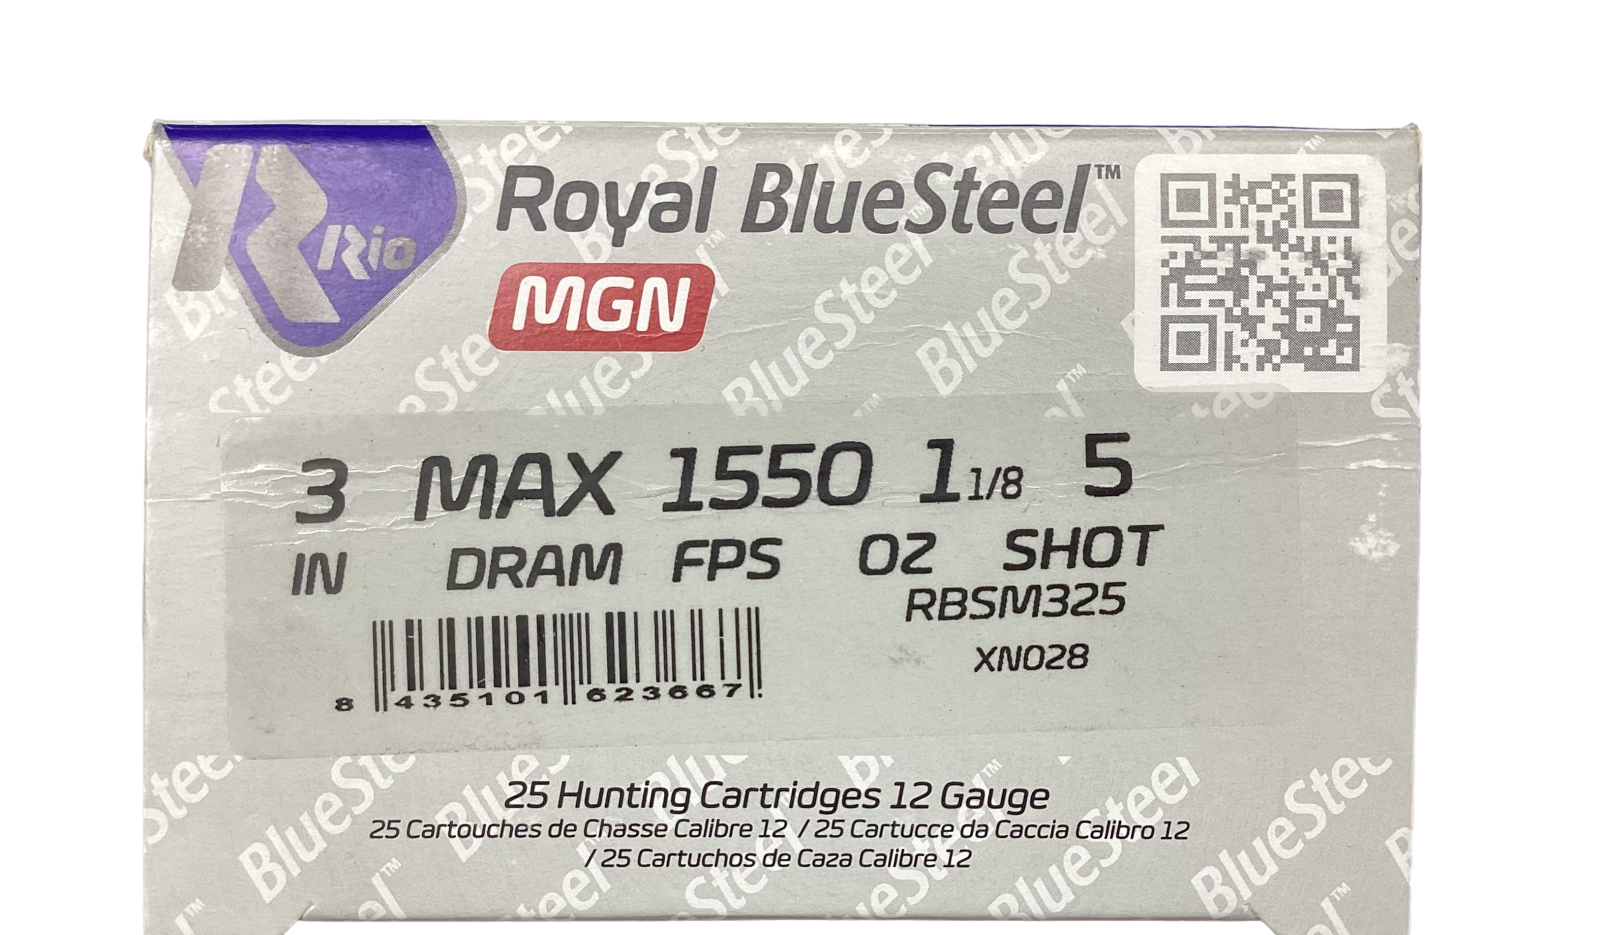 Rio
Royal BlueSteel™
MGN
3 MAX 1550 1 1/8 5
IN DRAM FPS OZ SHOT
RBSM325
XN028
8 435101 623667
25 Hunting Cartridges 12 Gauge
25 Cartouches de Chasse Calibre 12 / 25 Cartucce da Caccia Calibro 12
/ 25 Cartuchos de Caza Calibre 12